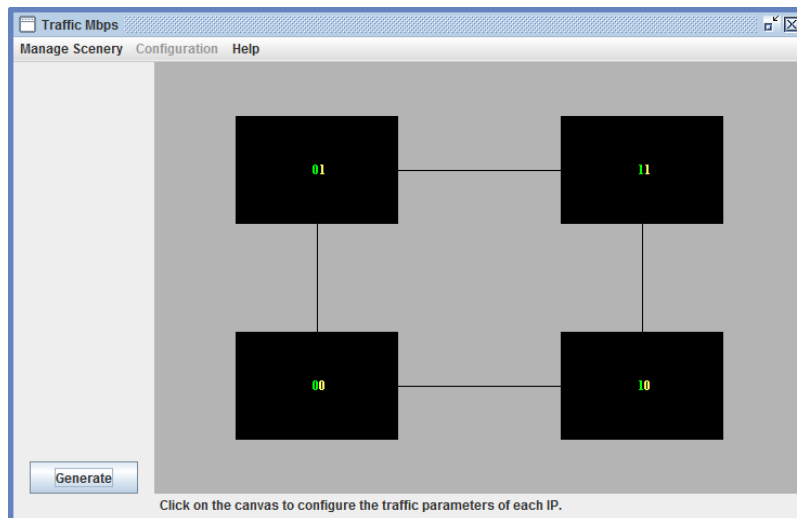 Traffic Mbps
Manage Scenery Configuration Help
01 11
00 10
Generate
Click on the canvas to configure the traffic parameters of each IP.